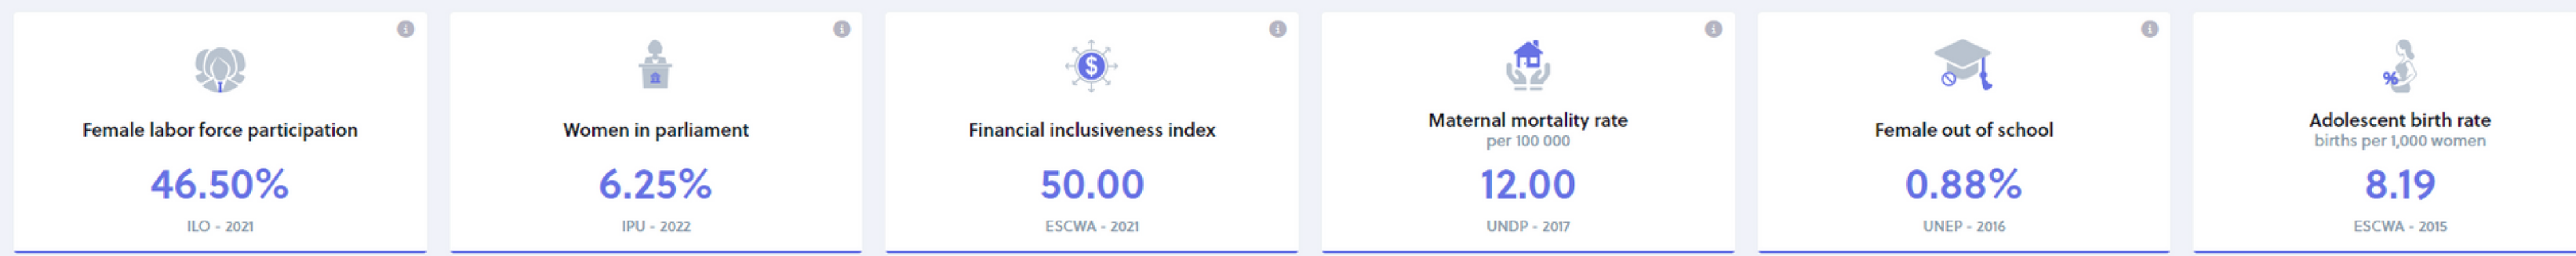 Female labor force participation
46.50%
ILO - 2021
Women in parliament
6.25%
IPU - 2022
Financial inclusiveness index
50.00
ESCWA - 2021
Maternal mortality rate
per 100 000
12.00
UNDP - 2017
Female out of school
0.88%
UNEP - 2016
Adolescent birth rate
births per 1,000 women
8.19
ESCWA - 2015